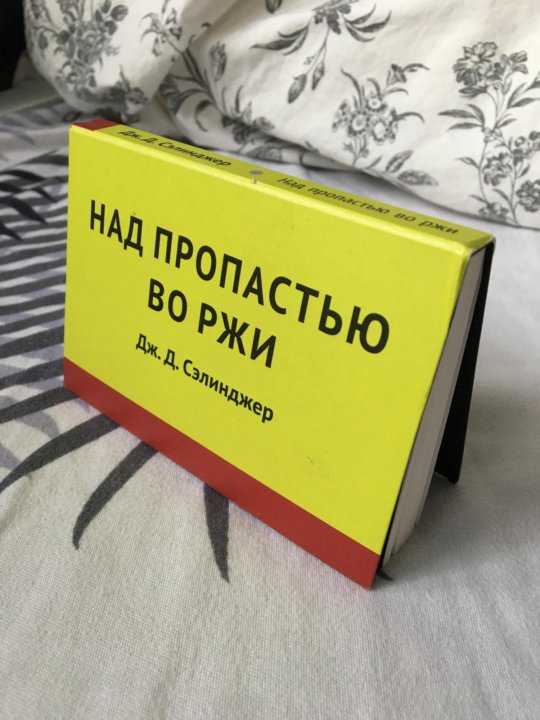 Дж. Д. Сэлинджер Над пропастью во ржи
НАД ПРОПАСТЬЮ
ВО РЖИ
Дж. Д. Сэлинджер